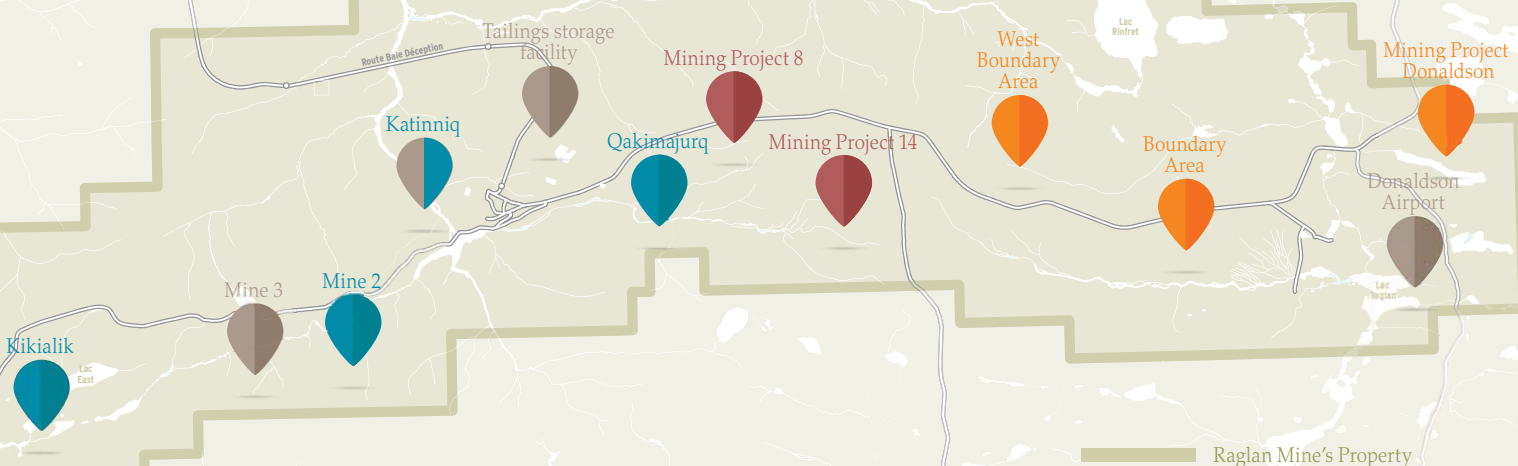 Tailings storage
facility
Route Baie Déception
Katinniq
Mining Project 8
Qakimajurq
Mining Project 14
West
Boundary
Area
Lac
Rinfret
Mining Project
Donaldson
Boundary
Area
Donaldson
Airport
Lac
Raglan
Mine 3
Mine 2
Kikialik
Lac
East
Raglan Mine's Property